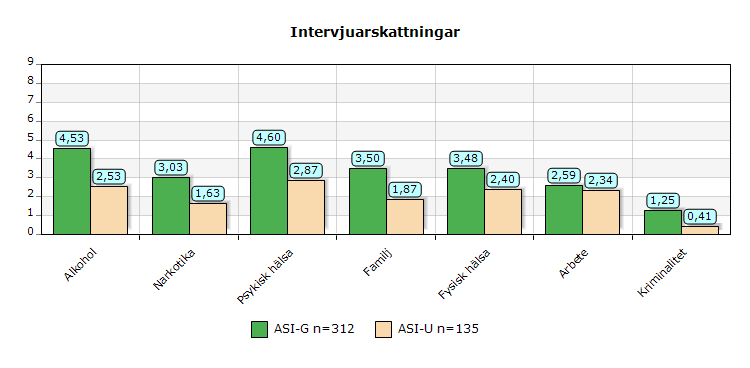 Intervjuarskattningar
9
8
7
6
5
4
3
2
1
0
4,53
2,53
3,03
1,63
4,60
2,87
3,50
1,87
3,48
2,40
2,59
2,34
1,25
0,41
Alkohol
Narkotika
Psykisk hälsa
Familj
Fysisk hälsa
Arbete
Kriminalitet
ASI-G n=312
ASI-U n=135